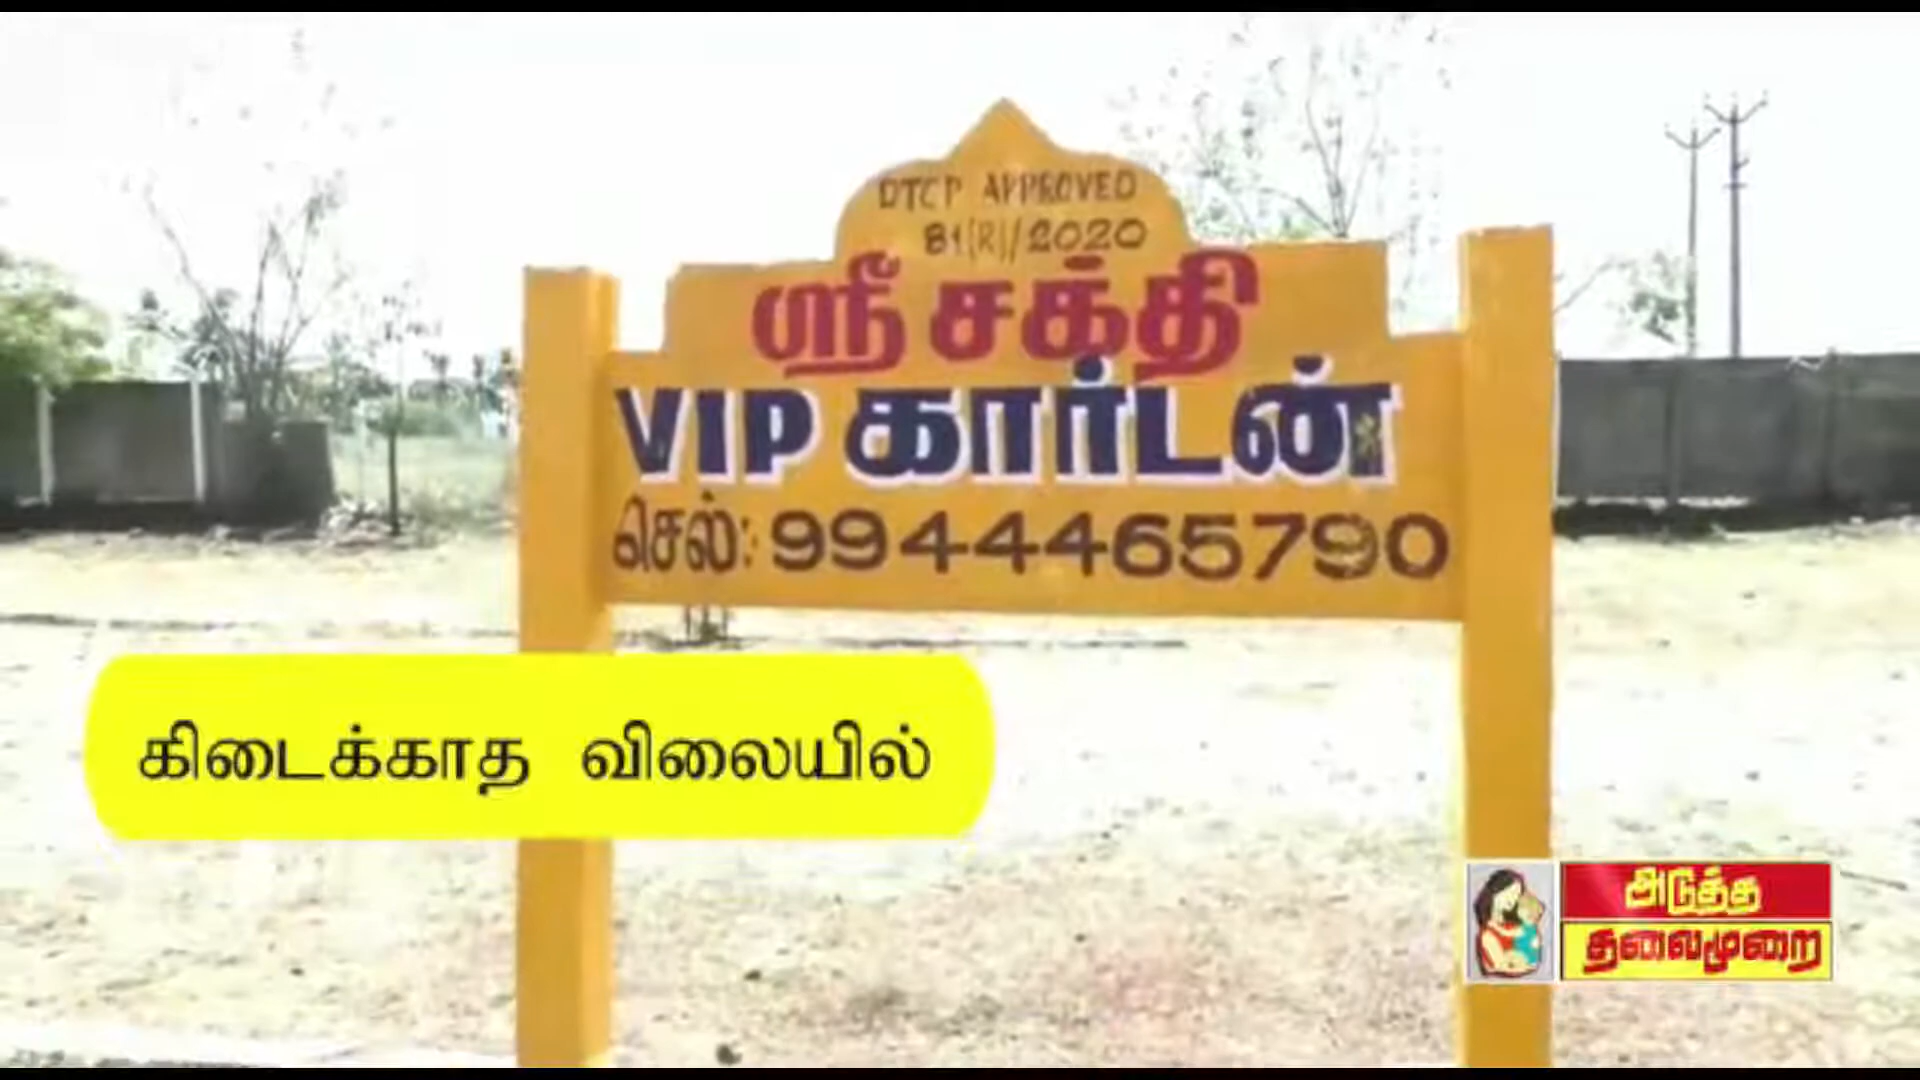 DTCP APPROVED
81(R)/2020
ஸ்ரீ சக்தி
VIP கார்டன்
செல்: 9944465790
கிடைக்காத விலையில்
அடுத்த
தலைமுறை